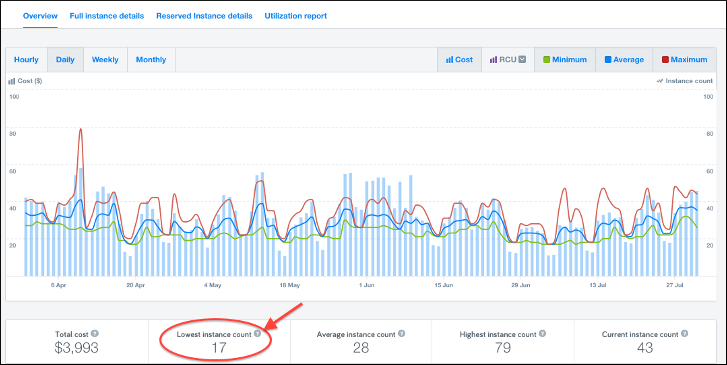 Overview Full instance details Reserved Instance details Utilization report
Hourly Daily Weekly Monthly Cost RCU Minimum Average Maximum
Cost ($) Instance count
100 100
80 80
60 60
40 40
20 20
6 Apr 20 Apr 4 May 18 May 1 Jun 15 Jun 29 Jun 13 Jul 27 Jul
Total cost ? Lowest instance count ? Average instance count ? Highest instance count ? Current instance count ?
$3,993 17 28 79 43